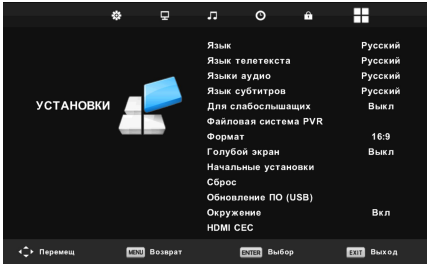 УСТАНОВКИ
Язык Русский
Язык телетекста Русский
Языки аудио Русский
Язык субтитров Русский
Для слабослышащих Выкл
Файловая система PVR
Формат 16:9
Голубой экран Выкл
Начальные установки
Сброс
Обновление ПО (USB)
Окружение Вкл
HDMI CEC
Перемещ MENU Возврат ENTER Выбор EXIT Выход